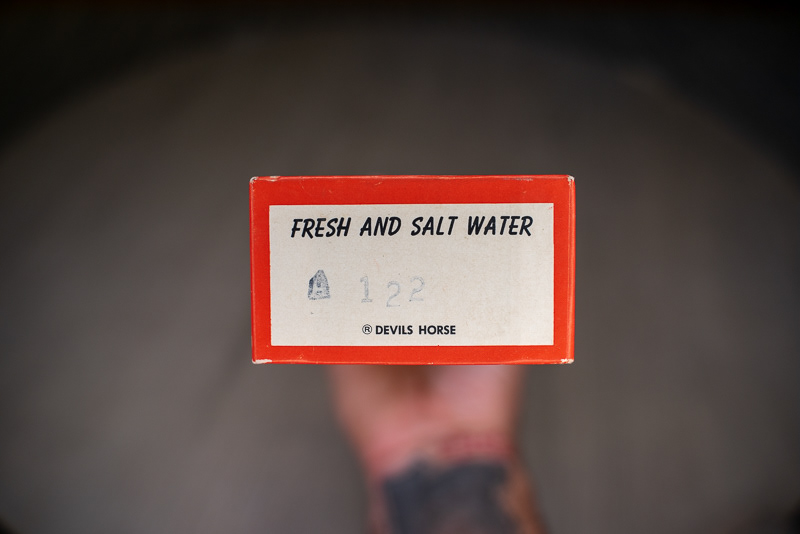 FRESH AND SALT WATER
A 122
® DEVILS HORSE